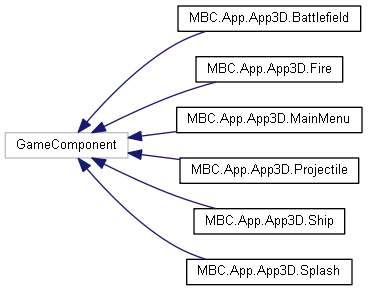 MBC.App.App3D.Battlefield
MBC.App.App3D.Fire
MBC.App.App3D.MainMenu
GameComponent
MBC.App.App3D.Projectile
MBC.App.App3D.Ship
MBC.App.App3D.Splash